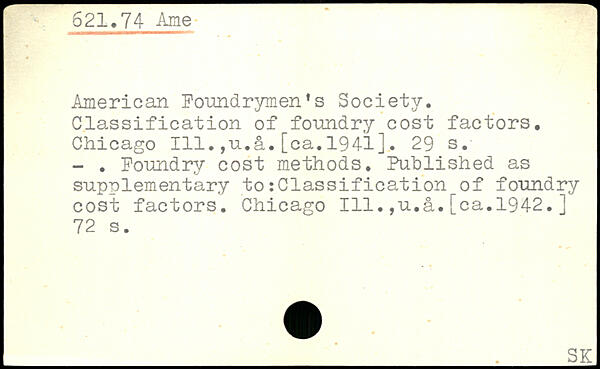 621.74 Ame
American Foundrymen's Society.
Classification of foundry cost factors.
Chicago Ill.,u.å.[ca.1941]. 29 s.
- . Foundry cost methods. Published as
supplementary to:Classification of foundry
cost factors. Chicago Ill.,u.å.[ca.1942.]
72 s.
SK